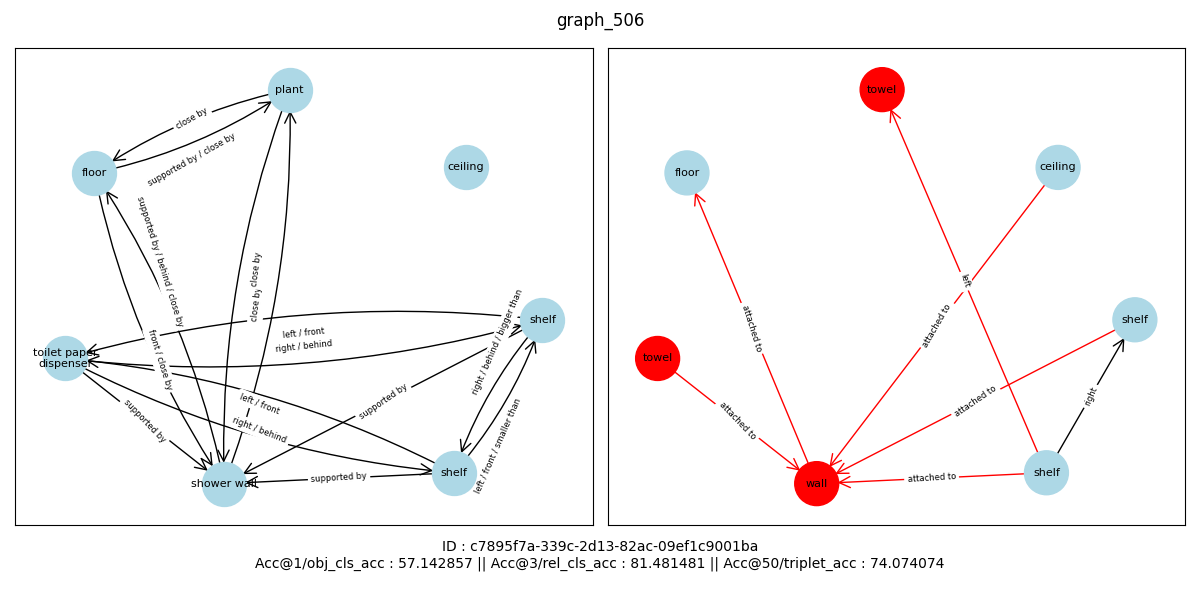 graph_506
plant
close by
supported by / close by
floor
ceiling
supported by / behind / close by
close by
close by
right / behind / bigger than
shelf
left / front
right / behind
toilet paper
dispenser
front / close by
supported by
left / front
supported by
right / behind
left / front / smaller than
shelf
supported by
shower wall
towel
floor
ceiling
left
attached to
attached to
shelf
towel
attached to
attached to
right
wall
attached to
shelf
ID : c7895f7a-339c-2d13-82ac-09ef1c9001ba
Acc@1/obj_cls_acc : 57.142857 || Acc@3/rel_cls_acc : 81.481481 || Acc@50/triplet_acc : 74.074074